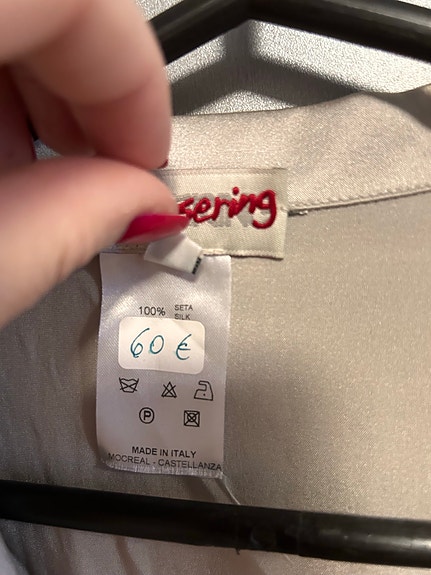 sering
100% SETA
SILK
60 €
P
MADE IN ITALY
MOCREAL - CASTELLANZA